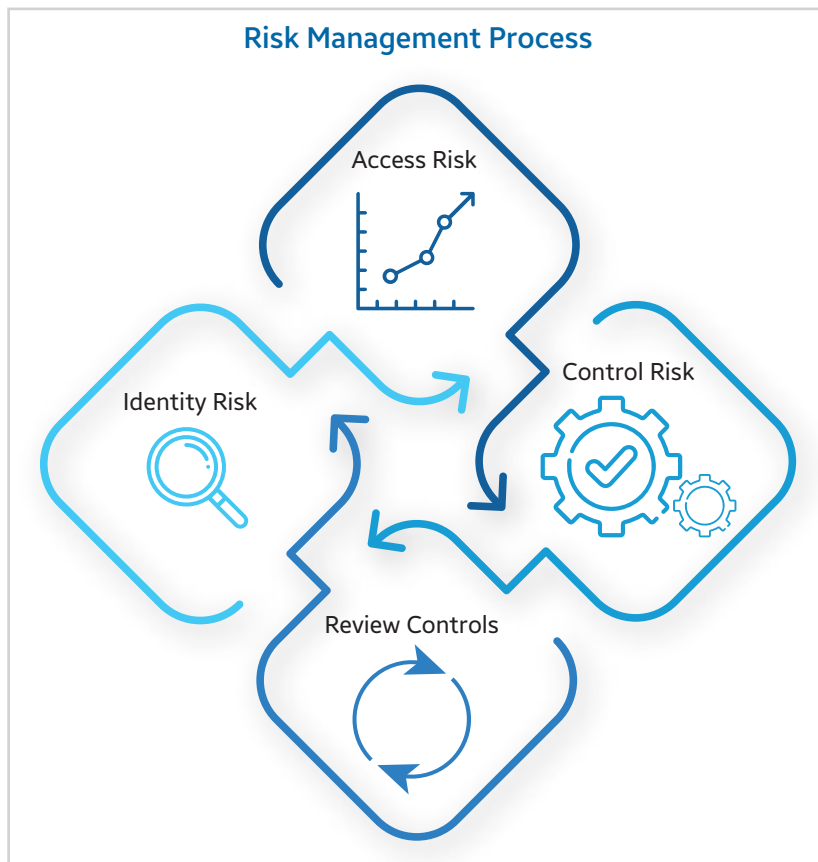 Risk Management Process
Access Risk
Control Risk
Identity Risk
Review Controls